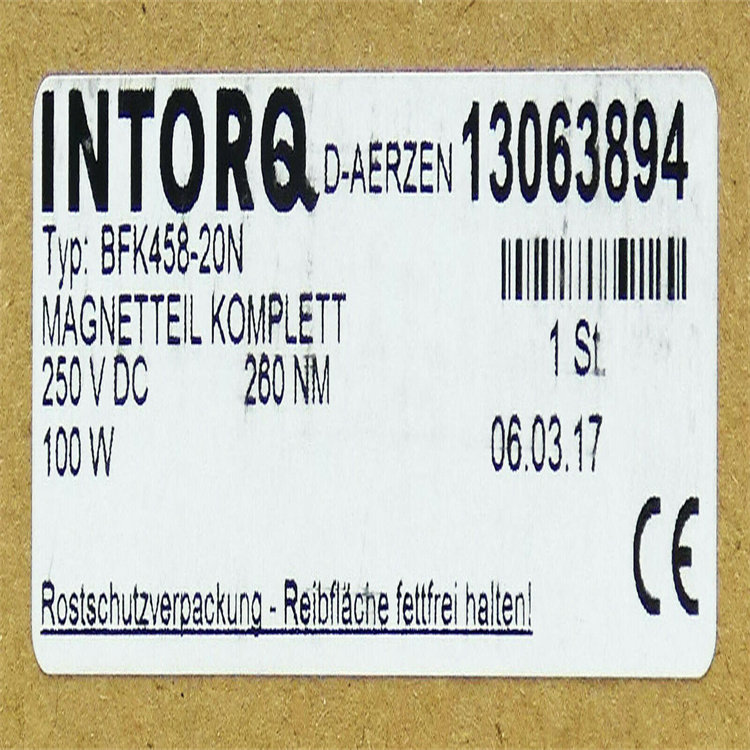 INTORQ D-AERZEN 13063894
Typ: BFK458-20N
MAGNETTEIL KOMPLETT
1 St
250 V DC 260 NM
100 W 06.03.17
CE
Rostschutzverpackung - Reibfläche fettfrei halten!